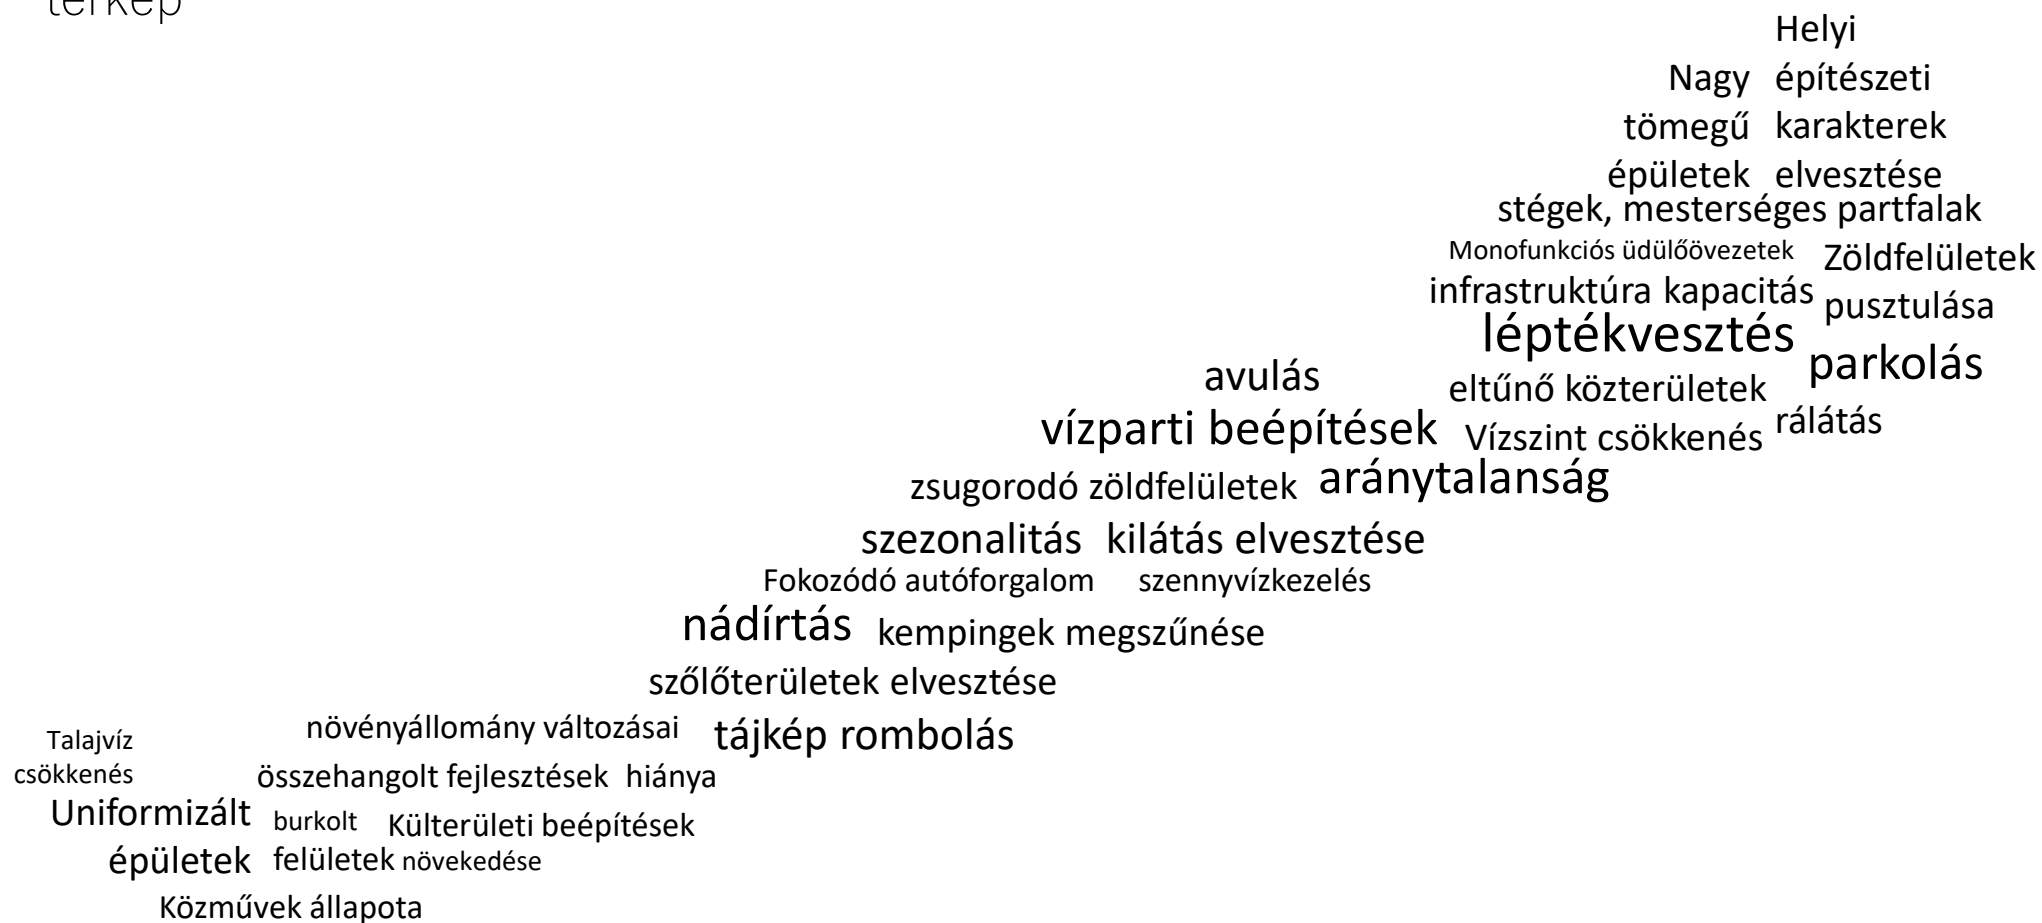 térkép
Helyi
építészeti
karakterek
elvesztése
Nagy
tömegű
épületek
stégek, mesterséges partfalak
Monofunkciós üdülőövezetek
Zöldfelületek
pusztulása
infrastruktúra kapacitás
léptékvesztés
parkolás
avulás
eltűnő közterületek
vízparti beépítések
Vízszint csökkenés
rálátás
zsugorodó zöldfelületek
aránytalanság
szezonalitás
kilátás elvesztése
Fokozódó autóforgalom
szennyvízkezelés
nádírtás
kempingek megszűnése
szőlőterületek elvesztése
növényállomány változásai
tájkép rombolás
Talajvíz
csökkenés
összehangolt fejlesztések hiánya
Uniformizált
épületek
burkolt
felületek növekedése
Külterületi beépítések
Közművek állapota